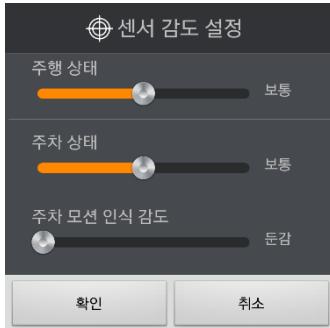 센서 감도 설정
주행 상태
보통
주차 상태
보통
주차 모션 인식 감도
둔감
확인
취소